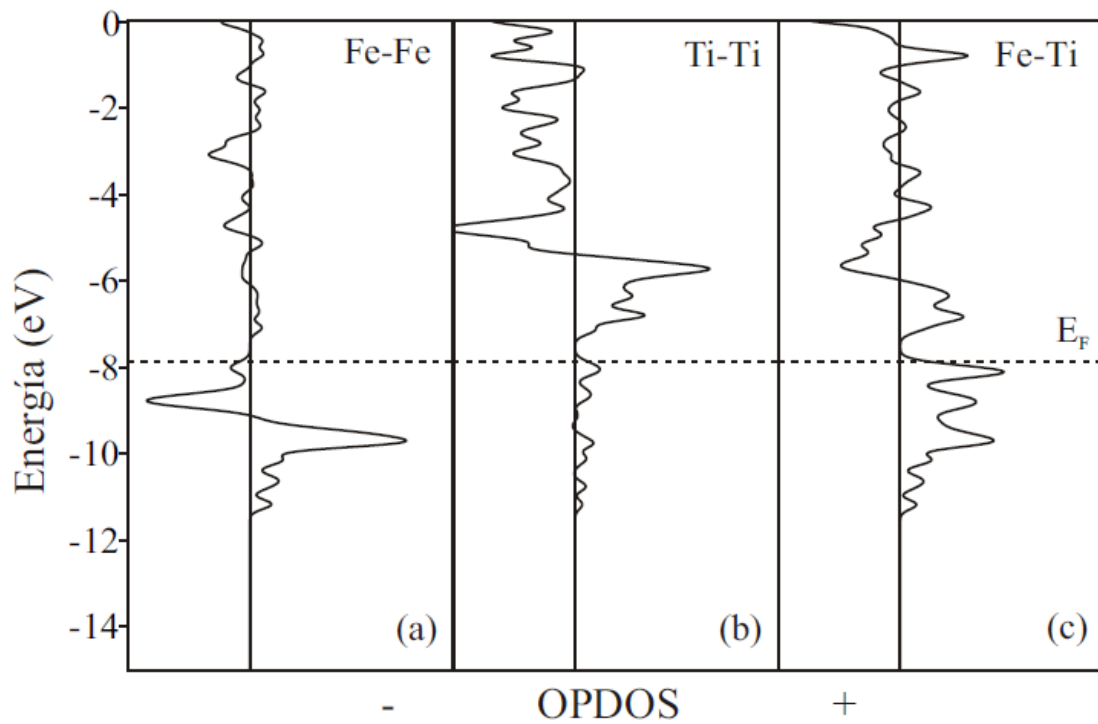 0
-2
-4
-6
-8
-10
-12
-14
Energía (eV)
Fe-Fe
Ti-Ti
Fe-Ti
E_F
(a)
(b)
(c)
- OPDOS +